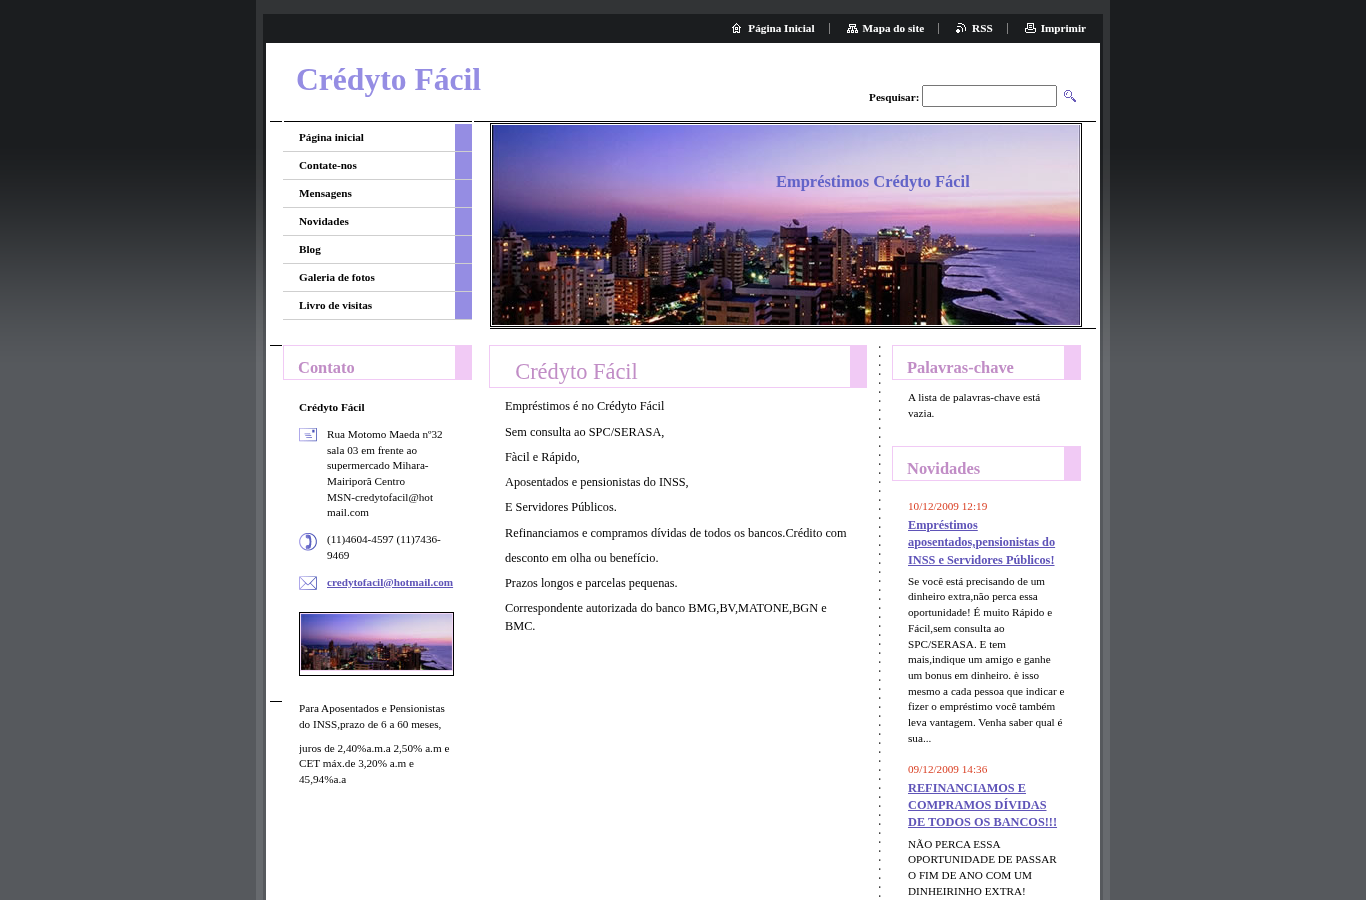 Página Inicial
Mapa do site
RSS
Imprimir
Crédyto Fácil
Pesquisar:
Página inicial
Contate-nos
Mensagens
Novidades
Blog
Galeria de fotos
Livro de visitas
Empréstimos Crédyto Fácil
Contato
Crédyto Fácil
Rua Motomo Maeda nº32
sala 03 em frente ao
supermercado Mihara-
Mairiporã Centro
MSN-credytofacil@hot
mail.com
(11)4604-4597 (11)7436-
9469
credytofacil@hotmail.com
Para Aposentados e Pensionistas
do INSS,prazo de 6 a 60 meses,
juros de 2,40%a.m.a 2,50% a.m e
CET máx.de 3,20% a.m e
45,94%a.a
Crédyto Fácil
Empréstimos é no Crédyto Fácil
Sem consulta ao SPC/SERASA,
Fàcil e Rápido,
Aposentados e pensionistas do INSS,
E Servidores Públicos.
Refinanciamos e compramos dívidas de todos os bancos.Crédito com
desconto em olha ou benefício.
Prazos longos e parcelas pequenas.
Correspondente autorizada do banco BMG,BV,MATONE,BGN e
BMC.
Palavras-chave
A lista de palavras-chave está
vazia.
Novidades
10/12/2009 12:19
Empréstimos
aposentados,pensionistas do
INSS e Servidores Públicos!
Se você está precisando de um
dinheiro extra,não perca essa
oportunidade! É muito Rápido e
Fácil,sem consulta ao
SPC/SERASA. E tem
mais,indique um amigo e ganhe
um bonus em dinheiro. è isso
mesmo a cada pessoa que indicar e
fizer o empréstimo você também
leva vantagem. Venha saber qual é
sua...
09/12/2009 14:36
REFINANCIAMOS E
COMPRAMOS DÍVIDAS
DE TODOS OS BANCOS!!!
NÃO PERCA ESSA
OPORTUNIDADE DE PASSAR
O FIM DE ANO COM UM
DINHEIRINHO EXTRA!